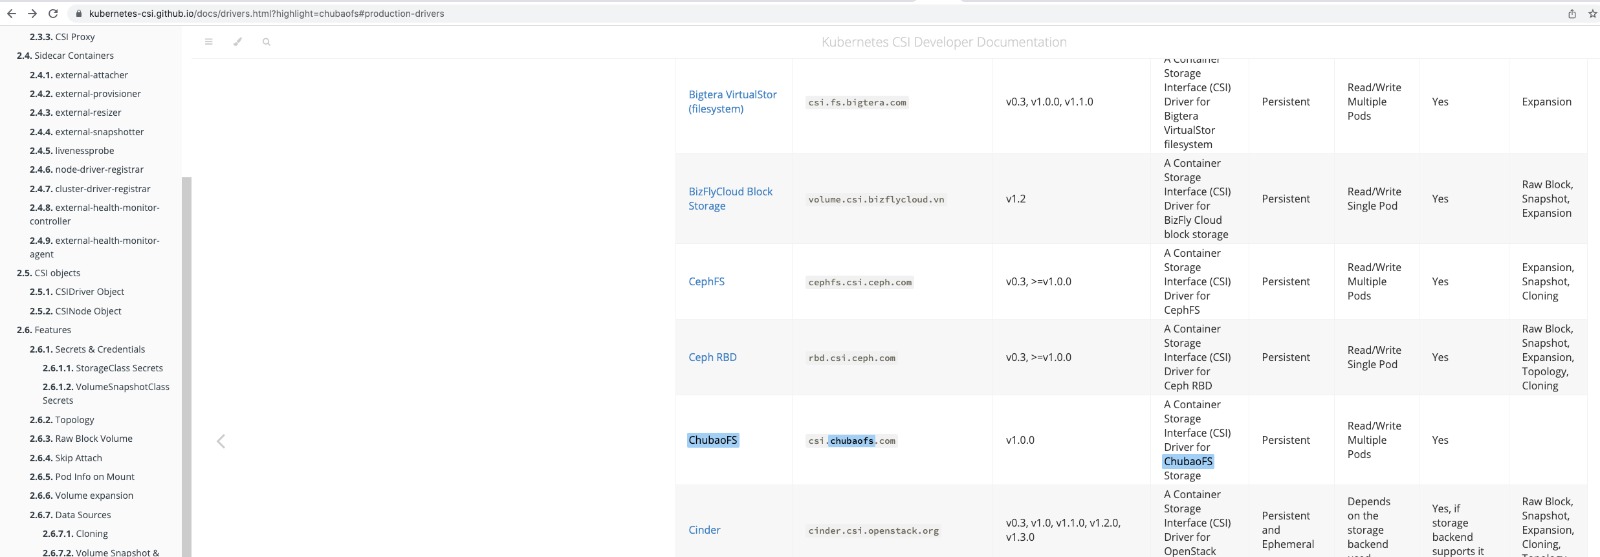 kubernetes-csi.github.io/docs/drivers.html?highlight=chubaofs#production-drivers
2.3.3. CSI Proxy
2.4. Sidecar Containers
2.4.1. external-attacher
2.4.2. external-provisioner
2.4.3. external-resizer
2.4.4. external-snapshotter
2.4.5. livenessprobe
2.4.6. node-driver-registrar
2.4.7. cluster-driver-registrar
2.4.8. external-health-monitor-
controller
2.4.9. external-health-monitor-
agent
2.5. CSI objects
2.5.1. CSIDriver Object
2.5.2. CSINode Object
2.6. Features
2.6.1. Secrets & Credentials
2.6.1.1. StorageClass Secrets
2.6.1.2. VolumeSnapshotClass
Secrets
2.6.2. Topology
2.6.3. Raw Block Volume
2.6.4. Skip Attach
2.6.5. Pod Info on Mount
2.6.6. Volume expansion
2.6.7. Data Sources
2.6.7.1. Cloning
2.6.7.2. Volume Snapshot &
Kubernetes CSI Developer Documentation
Bigtera VirtualStor
(filesystem)
csi.fs.bigtera.com
v0.3, v1.0.0, v1.1.0
A Container
Storage
Interface (CSI)
Driver for
Bigtera
VirtualStor
filesystem
Persistent
Read/Write
Multiple
Pods
Yes
Expansion
BizFlyCloud Block
Storage
volume.csi.bizflycloud.vn
v1.2
A Container
Storage
Interface (CSI)
Driver for
BizFly Cloud
block storage
Persistent
Read/Write
Single Pod
Yes
Raw Block,
Snapshot,
Expansion
CephFS
cephfs.csi.ceph.com
v0.3, >=v1.0.0
A Container
Storage
Interface (CSI)
Driver for
CephFS
Persistent
Read/Write
Multiple
Pods
Yes
Expansion,
Snapshot,
Cloning
Ceph RBD
rbd.csi.ceph.com
v0.3, >=v1.0.0
A Container
Storage
Interface (CSI)
Driver for
Ceph RBD
Persistent
Read/Write
Single Pod
Yes
Raw Block,
Snapshot,
Expansion,
Topology,
Cloning
ChubaoFS
csi.chubaofs.com
v1.0.0
A Container
Storage
Interface (CSI)
Driver for
ChubaoFS
Storage
Persistent
Read/Write
Multiple
Pods
Yes
Cinder
cinder.csi.openstack.org
v0.3, v1.0, v1.1.0, v1.2.0,
v1.3.0
A Container
Storage
Interface (CSI)
Driver for
OpenStack
Persistent
and
Ephemeral
Depends
on the
storage
backend
Yes, if
storage
backend
supports it
Raw Block,
Snapshot,
Expansion,
Cloning,